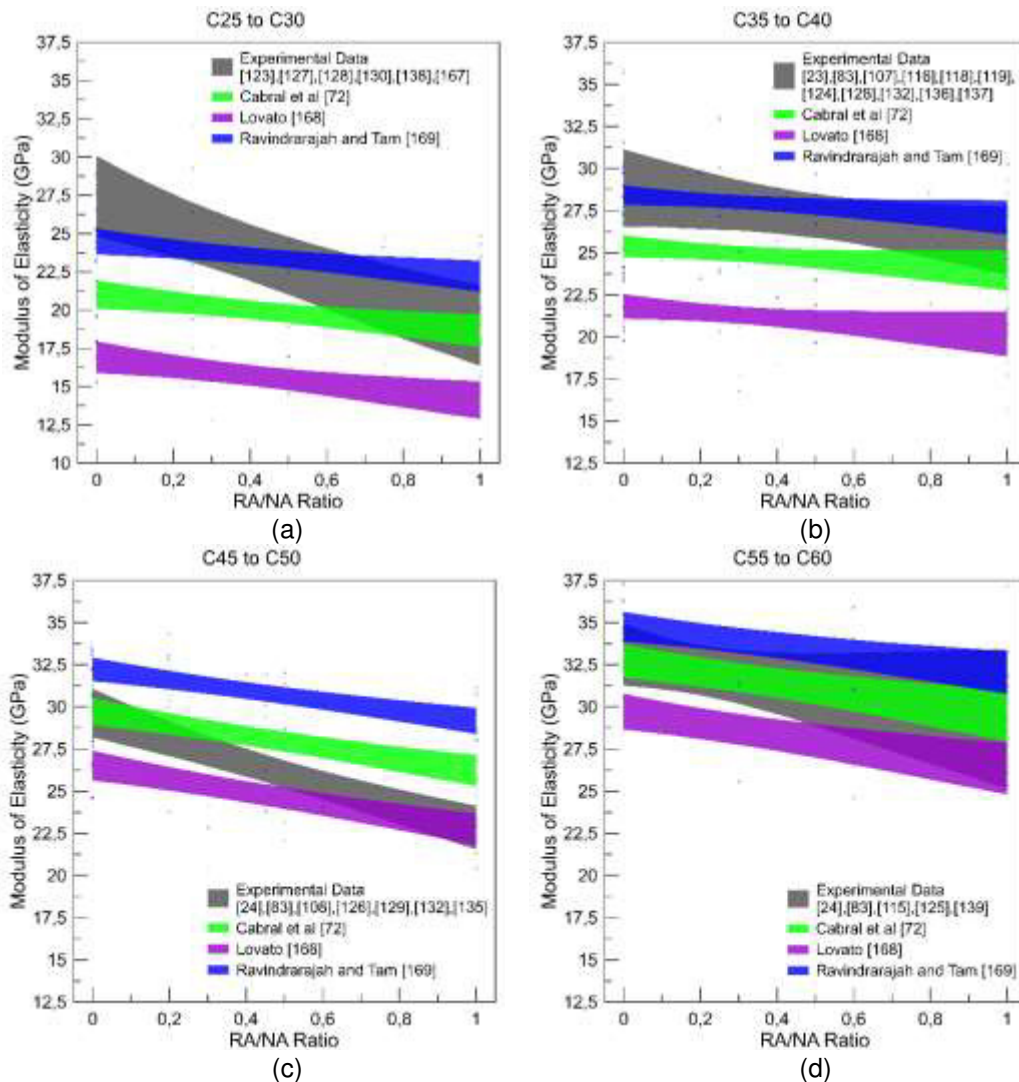 C25 to C30
37.5
35
32.5
30
27.5
25
22.5
20
17.5
15
12.5
10
Modulus of Elasticity (GPa)
Experimental Data
[123],[127],[128],[130],[138],[167]
Cabral et al [72]
Lovato [168]
Ravindrarajah and Tam [169]
0 0,2 0,4 0,6 0,8 1
RA/NA Ratio
(a)
C35 to C40
37.5
35
32.5
30
27.5
25
22.5
20
17.5
15
12.5
Modulus of Elasticity (GPa)
Experimental Data
[23],[83],[107],[118],[118],[119],
[124],[128],[132],[136],[137]
Cabral et al [72]
Lovato [168]
Ravindrarajah and Tam [169]
0 0,2 0,4 0,6 0,8 1
RA/NA Ratio
(b)
C45 to C50
37.5
35
32.5
30
27.5
25
22.5
20
17.5
15
12.5
Modulus of Elasticity (GPa)
Experimental Data
[24],[83],[108],[126],[129],[132],[135]
Cabral et al [72]
Lovato [168]
Ravindrarajah and Tam [169]
0 0,2 0,4 0,6 0,8 1
RA/NA Ratio
(c)
C55 to C60
37.5
35
32.5
30
27.5
25
22.5
20
17.5
15
12.5
Modulus of Elasticity (GPa)
Experimental Data
[24],[83],[115],[125],[139]
Cabral et al [72]
Lovato [168]
Ravindrarajah and Tam [169]
0 0,2 0,4 0,6 0,8 1
RA/NA Ratio
(d)